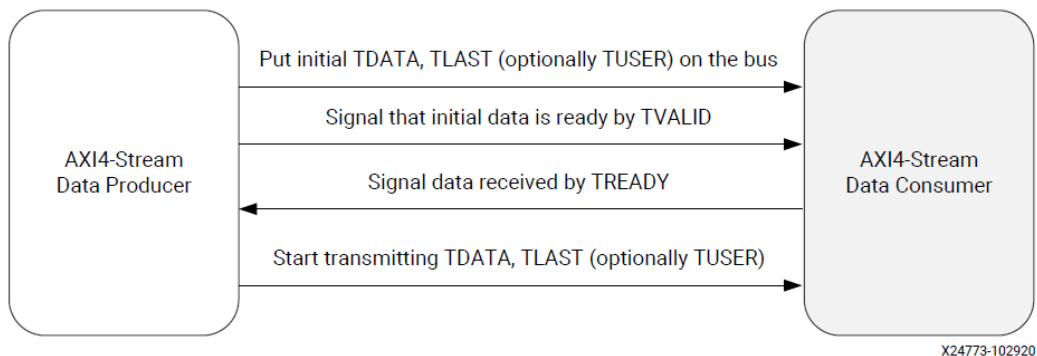 Put initial TDATA, TLAST (optionally TUSER) on the bus
Signal that initial data is ready by TVALID
AXI4-Stream
Data Producer
Signal data received by TREADY
AXI4-Stream
Data Consumer
Start transmitting TDATA, TLAST (optionally TUSER)
X24773-102920